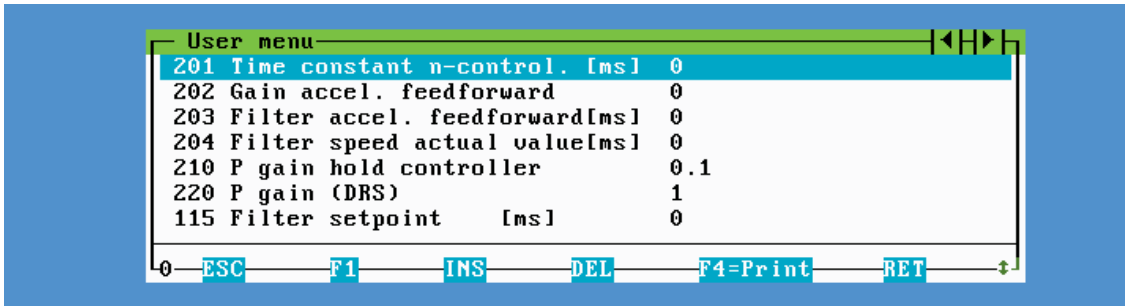 User menu
201 Time constant n-control. [ms] 0
202 Gain accel. feedforward 0
203 Filter accel. feedforward[ms] 0
204 Filter speed actual value[ms] 0
210 P gain hold controller 0.1
220 P gain (DRS) 1
115 Filter setpoint [ms] 0
0 ESC F1 INS DEL F4=Print RET